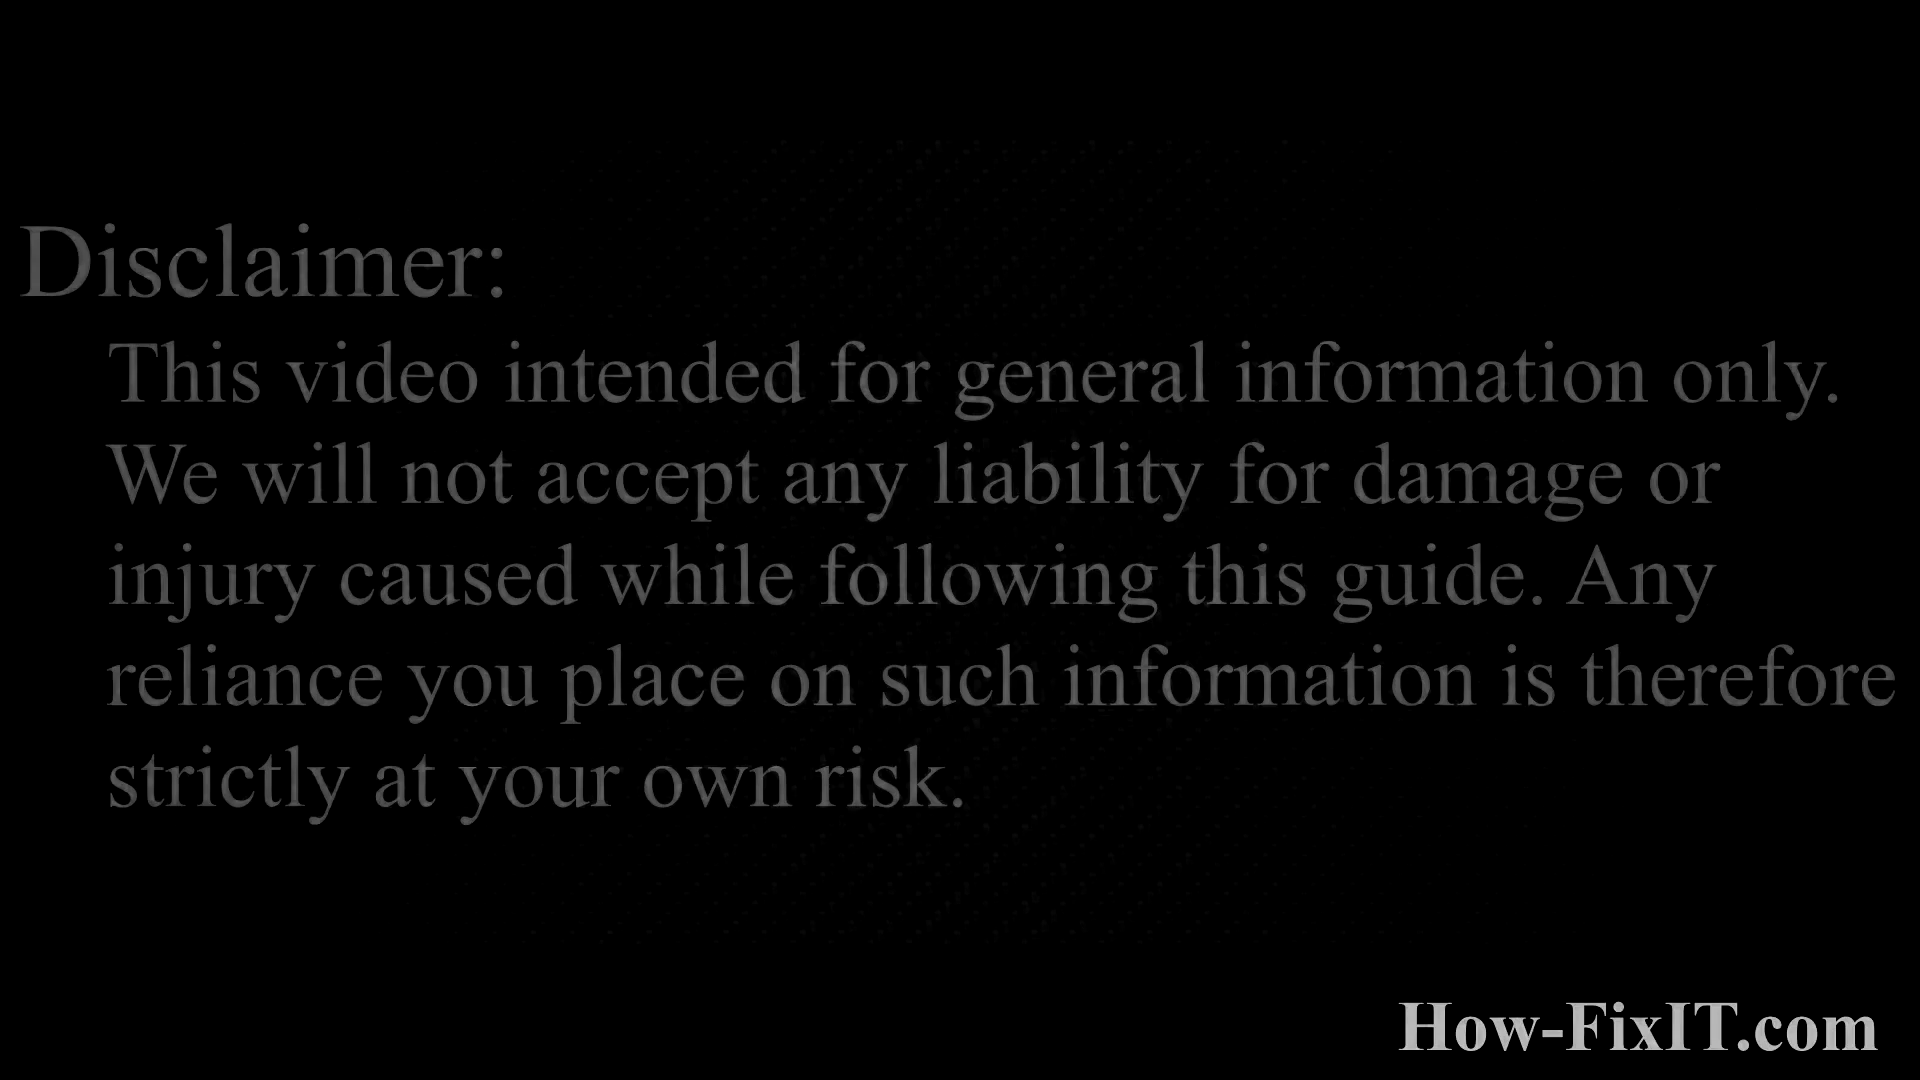 Disclaimer:
This video intended for general information only.
We will not accept any liability for damage or
injury caused while following this guide. Any
reliance you place on such information is therefore
strictly at your own risk.
How-FixIT.com